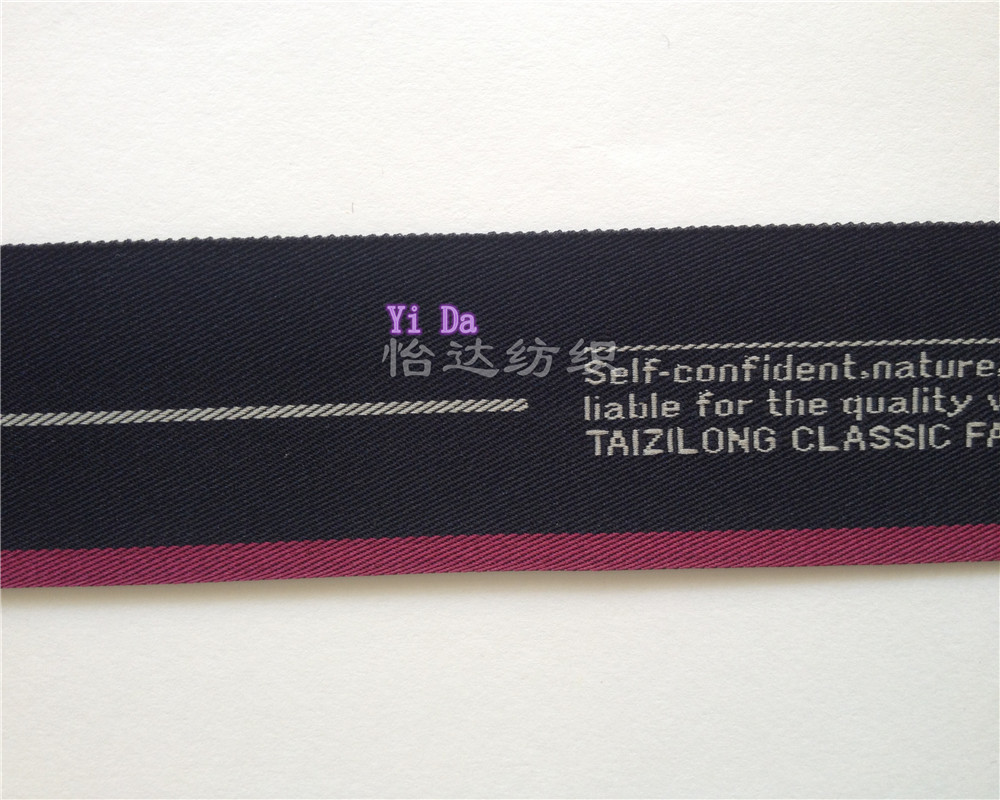 Yi Da
怡达纺织
Self-confident.nature.
liable for the quality
TAIZILONG CLASSIC FA